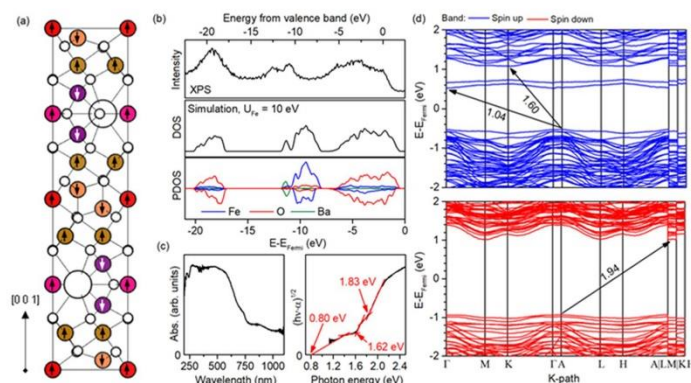 (a)
[0 0 1]
(b)
Energy from valence band (eV)
-20 -15 -10 -5 0
Intensity
XPS
DOS
Simulation, U_Fe = 10 eV
PDOS
Fe O Ba
-20 -15 -10 -5 0
E-E_Fermi (eV)
(c)
Abs. (arb. units)
250 500 750 1000
Wavelength (nm)
(hν·α)^1/2
1.83 eV
0.80 eV
1.62 eV
0.8 1.2 1.6 2.0 2.4
Photon energy (eV)
(d)
Band: Spin up Spin down
E-E_Fermi (eV)
2
1
0
-1
-2
1.04
1.60
E-E_Fermi (eV)
2
1
0
-1
-2
1.94
Γ M K Γ A L H A|LM|KH
K-path